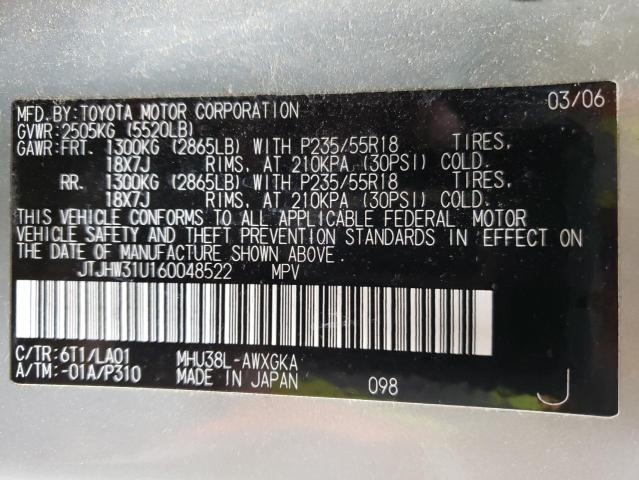 MFD. BY: TOYOTA MOTOR CORPORATION 03/06
GVWR: 2505KG (5520LB)
GAWR: FRT. 1300KG (2865LB) WITH P235/55R18 TIRES,
18X7J RIMS, AT 210KPA (30PSI) COLD.
RR. 1300KG (2865LB) WITH P235/55R18 TIRES,
18X7J RIMS, AT 210KPA (30PSI) COLD.
THIS VEHICLE CONFORMS TO ALL APPLICABLE FEDERAL MOTOR
VEHICLE SAFETY AND THEFT PREVENTION STANDARDS IN EFFECT ON
THE DATE OF MANUFACTURE SHOWN ABOVE.
JTJHW31U160048522 MPV
C/TR: 6T1/LA01 MHU38L-AWXGKA
A/TM: -01A/P310 MADE IN JAPAN 098 J